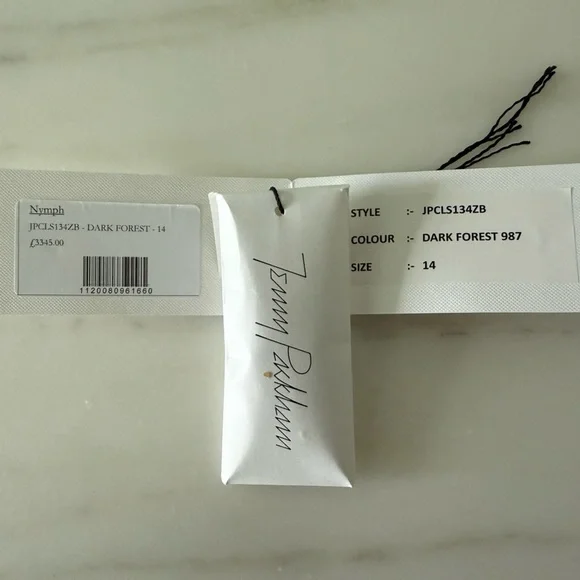 Nymph
JPCLS134ZB - DARK FOREST - 14
£3345.00
1120080961660
Jenny Packham
STYLE :- JPCLS134ZB
COLOUR :- DARK FOREST 987
SIZE :- 14